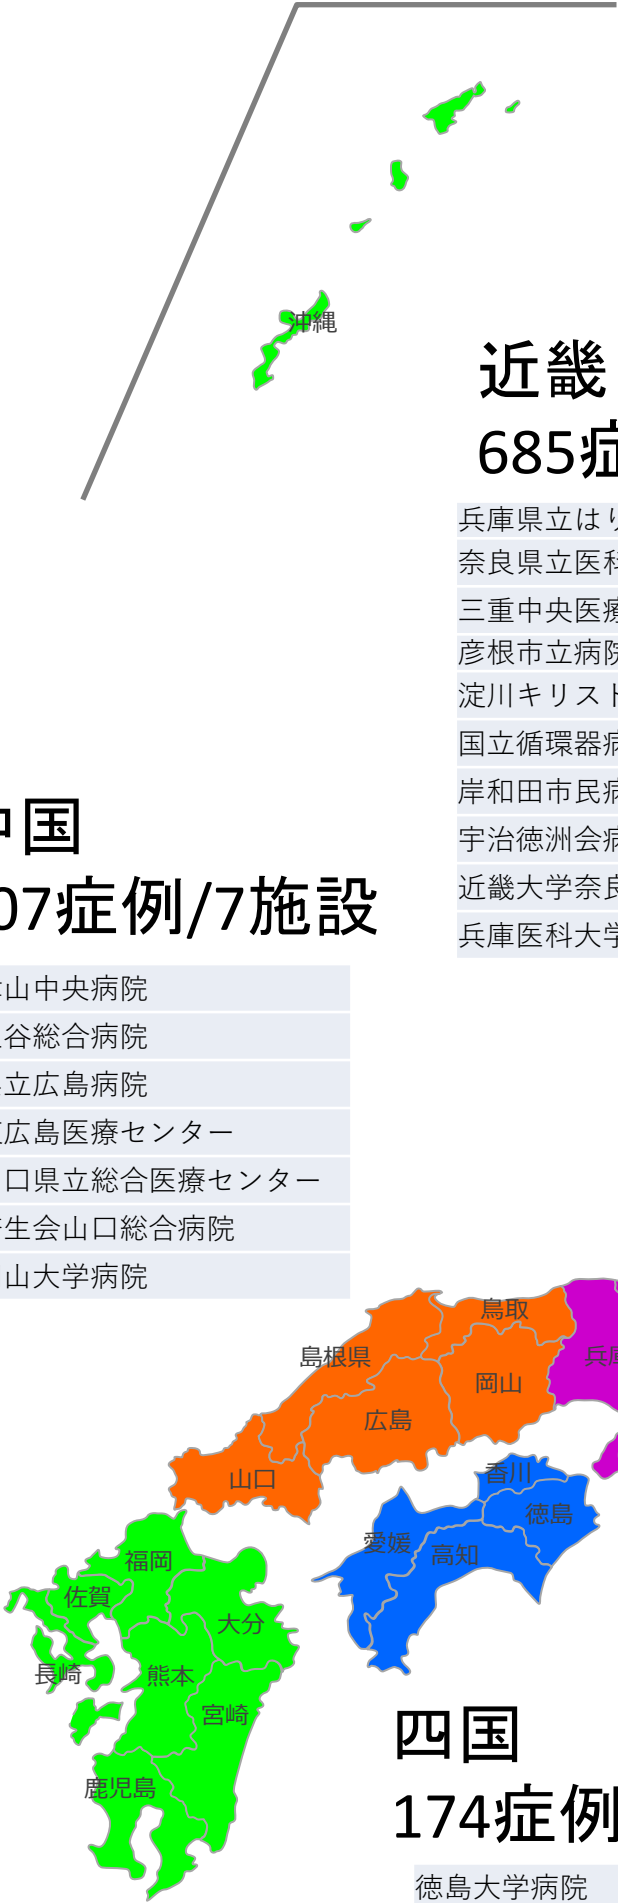 沖縄
近畿
685症
兵庫県立はり
奈良県立医科
三重中央医療
彦根市立病院
淀川キリスト
国立循環器病
岸和田市民病
宇治徳洲会病
近畿大学奈良
兵庫医科大学
中国
07症例/7施設
山中央病院
谷総合病院
立広島病院
広島医療センター
口県立総合医療センター
生会山口総合病院
山大学病院
鳥取
島根県
兵庫
岡山
広島
山口
香川
徳島
愛媛
高知
福岡
佐賀
大分
長崎
熊本
宮崎
鹿児島
四国
174症例
徳島大学病院